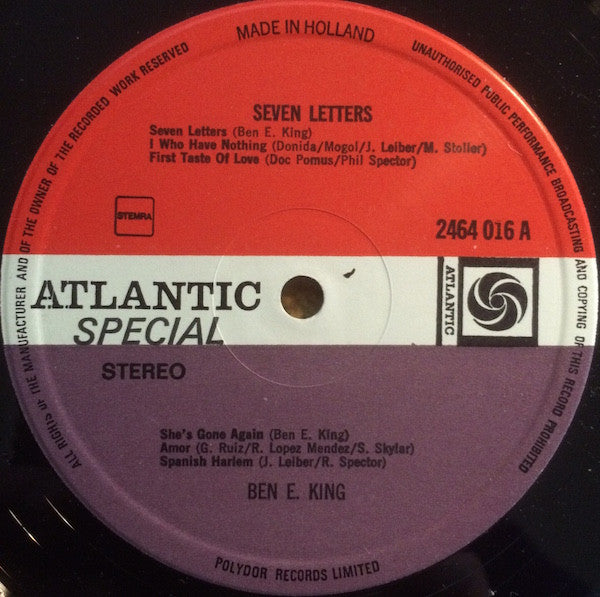 MADE IN HOLLAND
UNAUTHORISED PUBLIC PERFORMANCE BROADCASTING AND COPYING OF THIS RECORD PROHIBITED
ALL RIGHTS OF THE MANUFACTURER AND OF THE OWNER OF THE RECORDED WORK RESERVED
SEVEN LETTERS
Seven Letters (Ben E. King)
I Who Have Nothing (Donida/Mogol/J. Leiber/M. Stoller)
First Taste Of Love (Doc Pomus/Phil Spector)
STEMRA
2464 016 A
ATLANTIC
SPECIAL
ATLANTIC
STEREO
She's Gone Again (Ben E. King)
Amor (G. Ruiz/R. Lopez Mendez/S. Skylar)
Spanish Harlem (J. Leiber/R. Spector)
BEN E. KING
POLYDOR RECORDS LIMITED